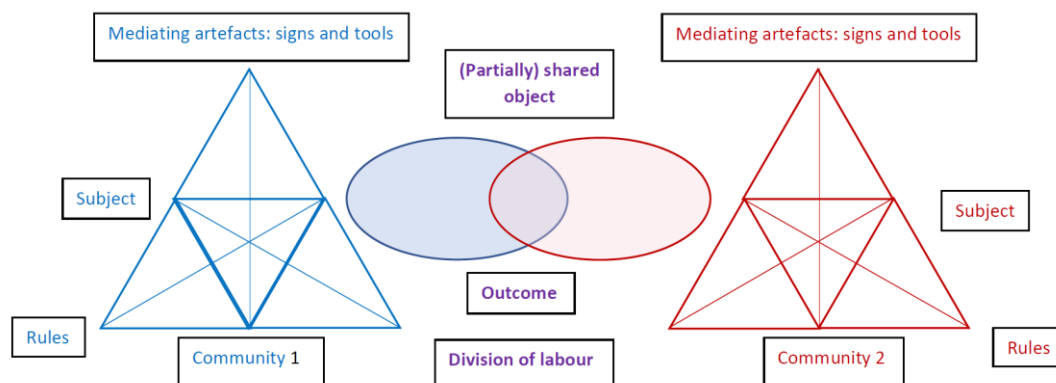 Mediating artefacts: signs and tools
Mediating artefacts: signs and tools
(Partially) shared
object
Subject
Subject
Outcome
Rules
Community 1
Division of labour
Community 2
Rules